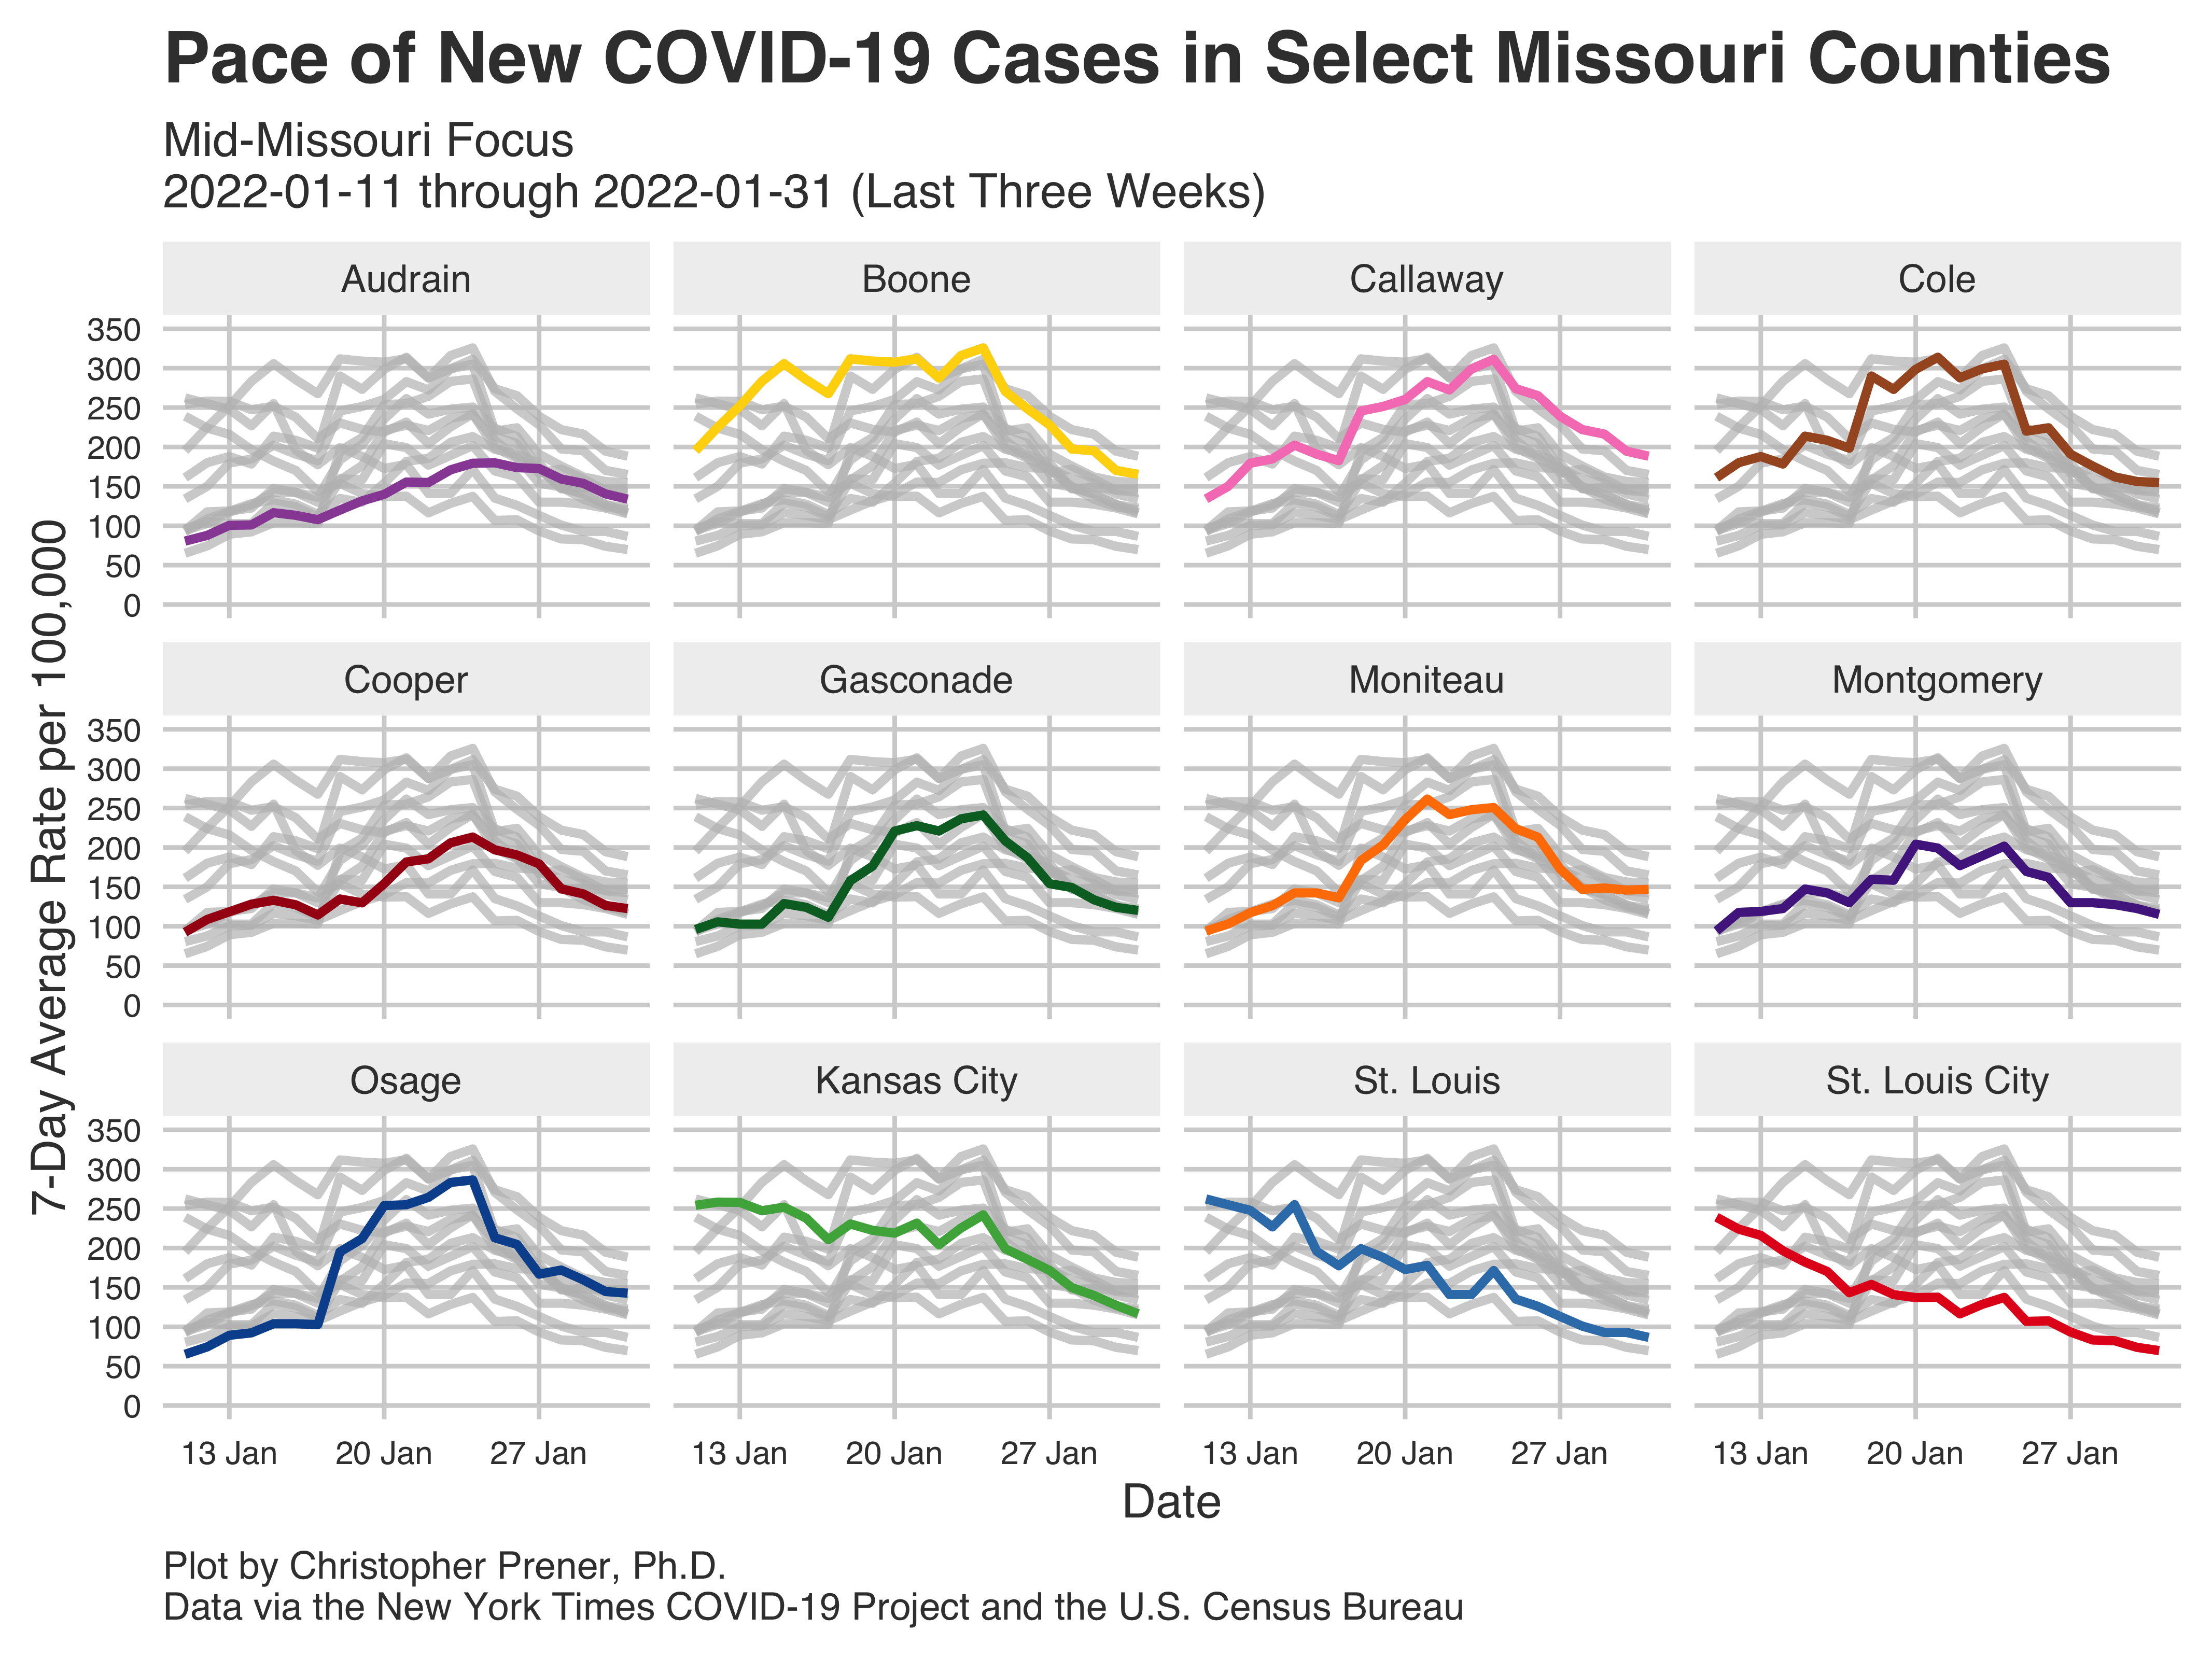 Pace of New COVID-19 Cases in Select Missouri Counties
Mid-Missouri Focus
2022-01-11 through 2022-01-31 (Last Three Weeks)
7-Day Average Rate per 100,000
Audrain
Boone
Callaway
Cole
350
300
250
200
150
100
50
0
Cooper
Gasconade
Moniteau
Montgomery
350
300
250
200
150
100
50
0
Osage
Kansas City
St. Louis
St. Louis City
350
300
250
200
150
100
50
0
13 Jan 20 Jan 27 Jan
13 Jan 20 Jan 27 Jan
13 Jan 20 Jan 27 Jan
13 Jan 20 Jan 27 Jan
Date
Plot by Christopher Prener, Ph.D.
Data via the New York Times COVID-19 Project and the U.S. Census Bureau